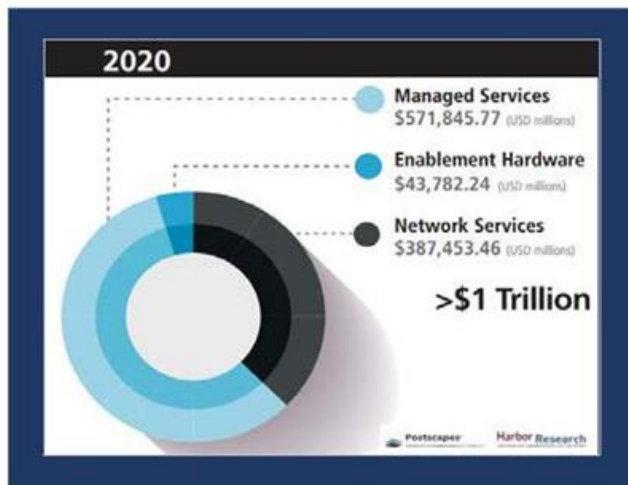 2020
Managed Services
$571,845.77 (USD millions)
Enablement Hardware
$43,782.24 (USD millions)
Network Services
$387,453.46 (USD millions)
>$1 Trillion
Postscapes
Harbor Research